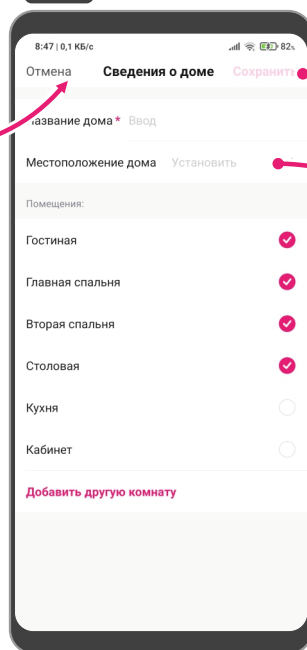 8:47 | 0,1 КБ/с 82%
Отмена Сведения о доме Сохранить
Название дома * Ввод
Местоположение дома Установить
Помещения:
Гостиная
Главная спальня
Вторая спальня
Столовая
Кухня
Кабинет
Добавить другую комнату